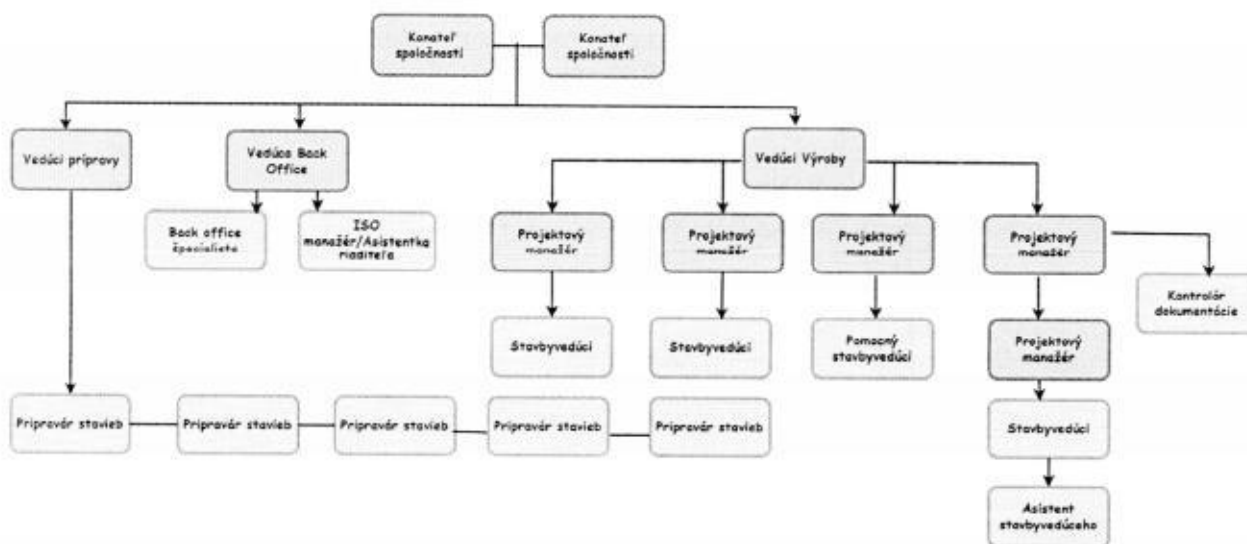 Konateľ
spoločnosti
Konateľ
spoločnosti
Vedúci prípravy
Vedúca Back
Office
Vedúci Výroby
Back office
špecialista
ISO
manažér/Asistentka
riaditeľa
Projektový
manažér
Projektový
manažér
Projektový
manažér
Projektový
manažér
Kontrolór
dokumentácie
Stavbyvedúci
Stavbyvedúci
Pomocný
stavbyvedúci
Projektový
manažér
Prípravár stavieb
Prípravár stavieb
Prípravár stavieb
Prípravár stavieb
Prípravár stavieb
Stavbyvedúci
Asistent
stavbyvedúceho